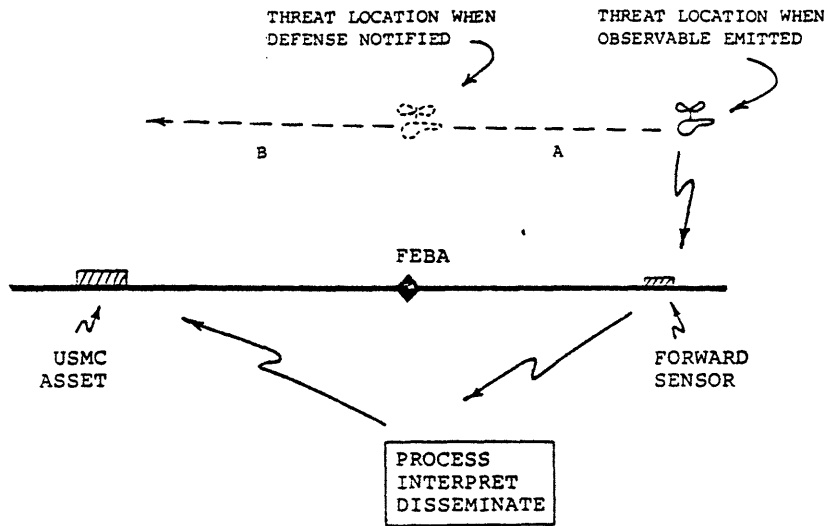 THREAT LOCATION WHEN
DEFENSE NOTIFIED
THREAT LOCATION WHEN
OBSERVABLE EMITTED
B
A
FEBA
USMC
ASSET
FORWARD
SENSOR
PROCESS
INTERPRET
DISSEMINATE